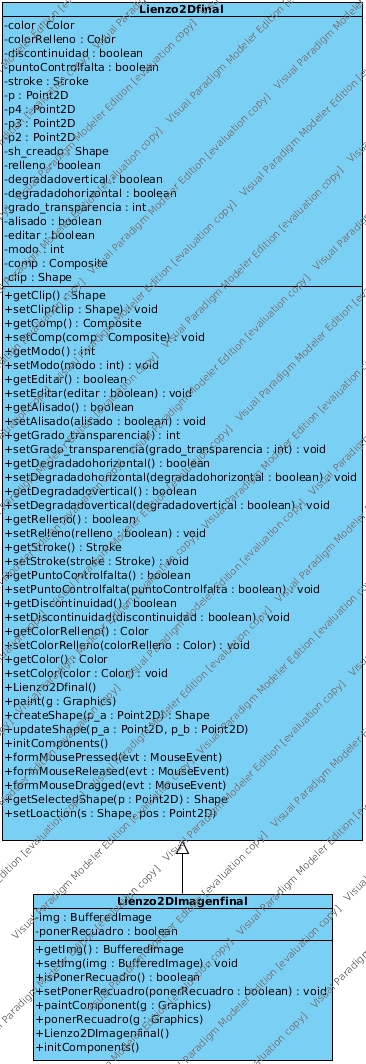 Lienzo2Dfinal
-color : Color
-colorRelleno : Color
-discontinuidad : boolean
-puntoControlfalta : boolean
-stroke : Stroke
-p : Point2D
-p4 : Point2D
-p3 : Point2D
-p2 : Point2D
-sh_creado : Shape
-relleno : boolean
-degradadovertical : boolean
-degradadohorizontal : boolean
-grado_transparencia : int
-alisado : boolean
-editar : boolean
-modo : int
-comp : Composite
-clip : Shape
+getClip() : Shape
+setClip(clip : Shape) : void
+getComp() : Composite
+setComp(comp : Composite) : void
+getModo() : int
+setModo(modo : int) : void
+getEditar() : boolean
+setEditar(editar : boolean) : void
+getAlisado() : boolean
+setAlisado(alisado : boolean) : void
+getGrado_transparencia() : int
+setGrado_transparencia(grado_transparencia : int) : void
+getDegradadohorizontal() : boolean
+setDegradadohorizontal(degradadohorizontal : boolean) : void
+getDegradadovertical() : boolean
+setDegradadovertical(degradadovertical : boolean) : void
+getRelleno() : boolean
+setRelleno(relleno : boolean) : void
+getStroke() : Stroke
+setStroke(stroke : Stroke) : void
+getPuntoControlfalta() : boolean
+setPuntoControlfalta(puntoControlfalta : boolean) : void
+getDiscontinuidad() : boolean
+setDiscontinuidad(discontinuidad : boolean) : void
+getColorRelleno() : Color
+setColorRelleno(colorRelleno : Color) : void
+getColor() : Color
+setColor(color : Color) : void
+Lienzo2Dfinal()
+paint(g : Graphics)
+createShape(p_a : Point2D) : Shape
+updateShape(p_a : Point2D, p_b : Point2D)
+initComponents()
+formMousePressed(evt : MouseEvent)
+formMouseReleased(evt : MouseEvent)
+formMouseDragged(evt : MouseEvent)
+getSelectedShape(p : Point2D) : Shape
+setLoaction(s : Shape, pos : Point2D)
Lienzo2DImagenfinal
-img : BufferedImage
-ponerRecuadro : boolean
+getImg() : BufferedImage
+setImg(img : BufferedImage) : void
+isPonerRecuadro() : boolean
+setPonerRecuadro(ponerRecuadro : boolean) : void
+paintComponent(g : Graphics)
+ponerRecuadro(g : Graphics)
+Lienzo2DImagenfinal()
+initComponents()
Visual Paradigm Modeler Edition [evaluation copy]